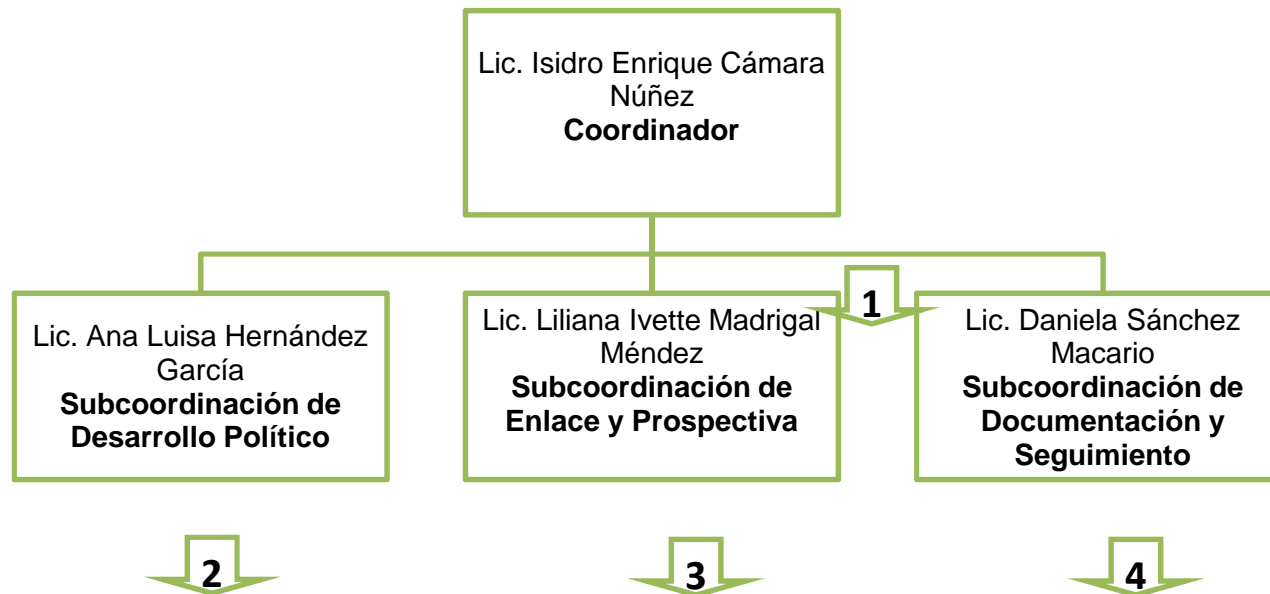 Lic. Isidro Enrique Cámara
Núñez
Coordinador
1
Lic. Ana Luisa Hernández
García
Subcoordinación de
Desarrollo Político
Lic. Liliana Ivette Madrigal
Méndez
Subcoordinación de
Enlace y Prospectiva
Lic. Daniela Sánchez
Macario
Subcoordinación de
Documentación y
Seguimiento
2
3
4